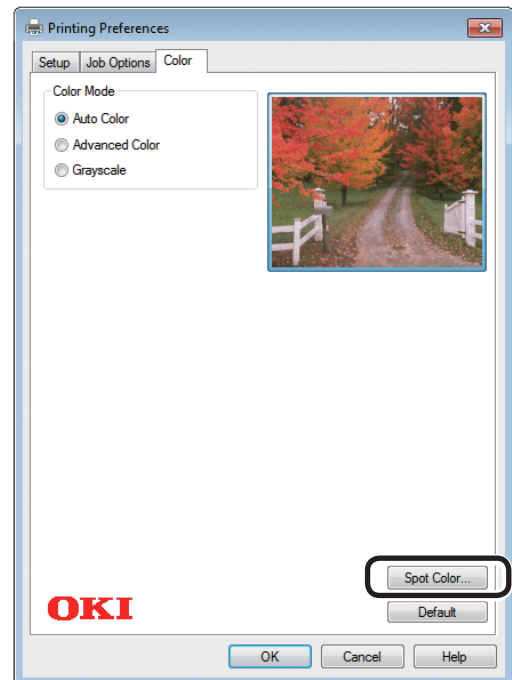 Printing Preferences
Setup Job Options Color
Color Mode
Auto Color
Advanced Color
Grayscale
Spot Color...
OKI
Default
OK Cancel Help